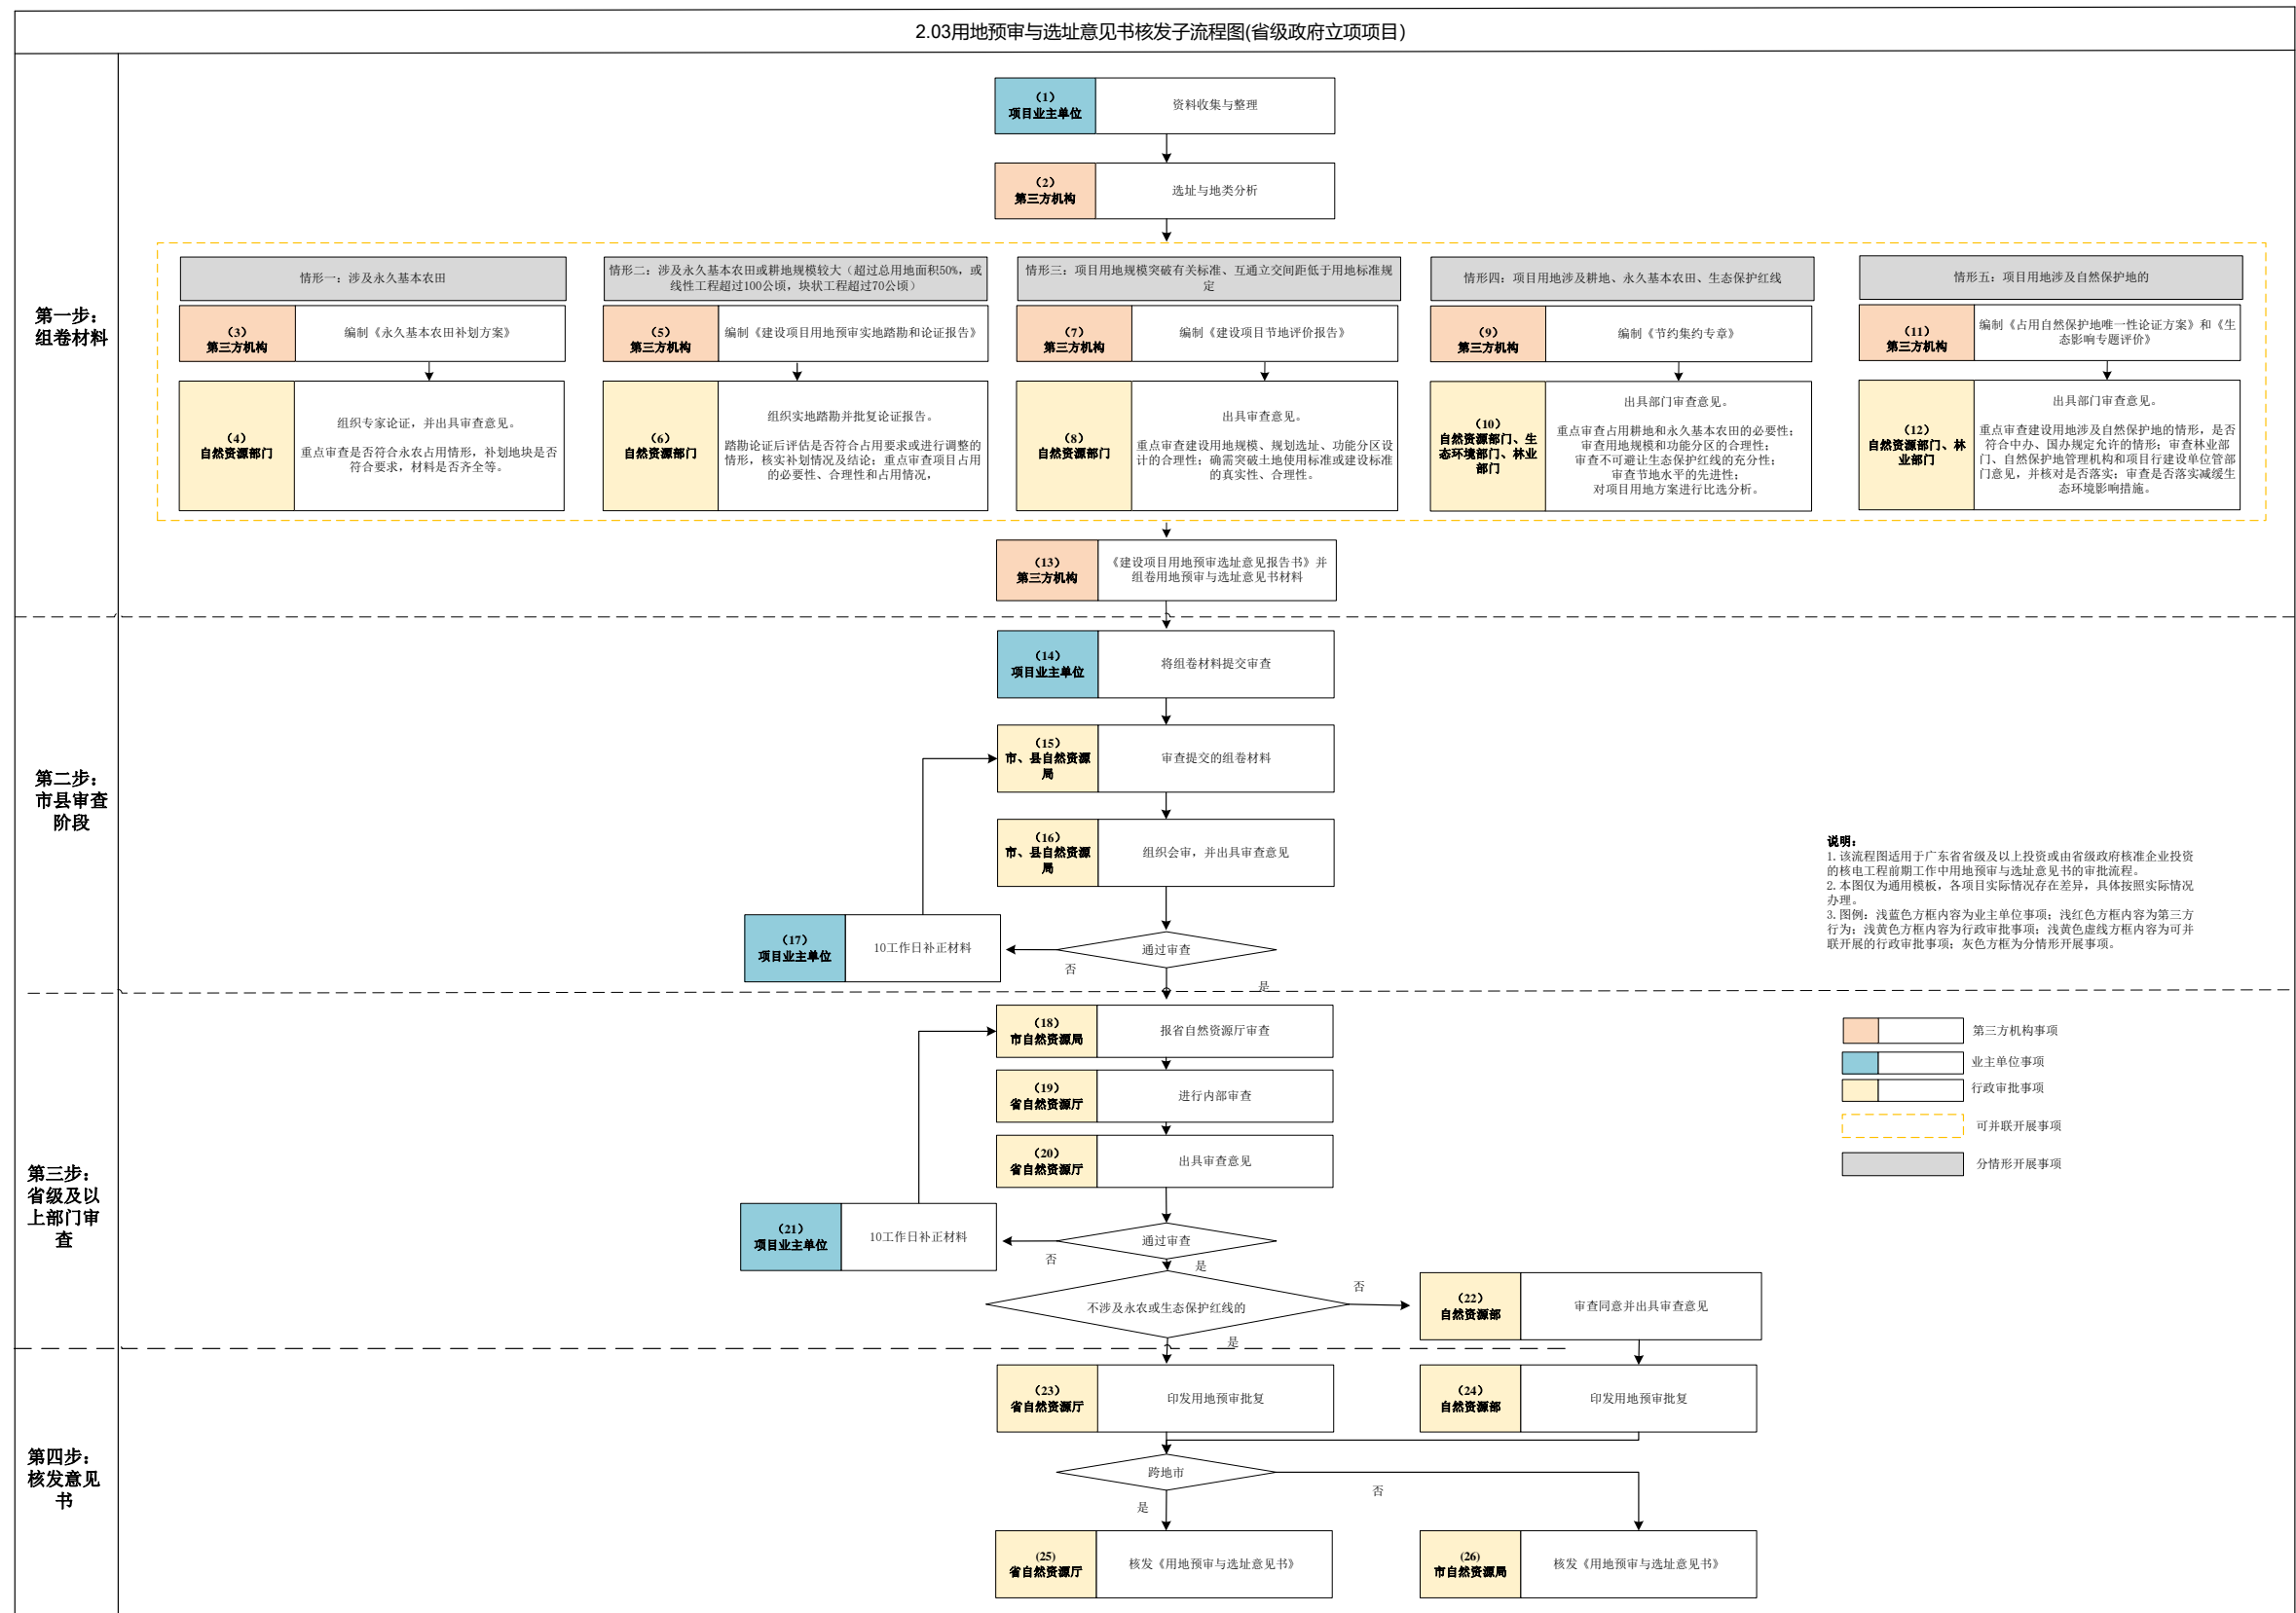 2.03用地预审与选址意见书核发子流程图(省级政府立项项目)
第一步：
组卷材料
（1）
项目业主单位
资料收集与整理
（2）
第三方机构
选址与地类分析
情形一：涉及永久基本农田
（3）
第三方机构
编制《永久基本农田补划方案》
（4）
自然资源部门
组织专家论证，并出具审查意见。
重点审查是否符合永农占用情形，补划地块是否
符合要求，材料是否齐全等。
情形二：涉及永久基本农田或耕地规模较大（超过总用地面积50%，或
线性工程超过100公顷，块状工程超过70公顷）
（5）
第三方机构
编制《建设项目用地预审实地踏勘和论证报告》
（6）
自然资源部门
组织实地踏勘并批复论证报告。
踏勘论证后评估是否符合占用要求或进行调整的
情形，核实补划情况及结论；重点审查项目占用
的必要性、合理性和占用情况，
情形三：项目用地规模突破有关标准、互通立交间距低于用地标准规
定
（7）
第三方机构
编制《建设项目节地评价报告》
（8）
自然资源部门
出具审查意见。
重点审查建设用地规模、规划选址、功能分区设
计的合理性；确需突破土地使用标准或建设标准
的真实性、合理性。
情形四：项目用地涉及耕地、永久基本农田、生态保护红线
（9）
第三方机构
编制《节约集约专章》
（10）
自然资源部门、生
态环境部门、林业
部门
出具部门审查意见。
重点审查占用耕地和永久基本农田的必要性；
审查用地规模和功能分区的合理性；
审查不可避让生态保护红线的充分性；
审查节地水平的先进性；
对项目用地方案进行比选分析。
情形五：项目用地涉及自然保护地的
（11）
第三方机构
编制《占用自然保护地唯一性论证方案》和《生
态影响专题评价》
（12）
自然资源部门、林
业部门
出具部门审查意见。
重点审查建设用地涉及自然保护地的情形，是否
符合中办、国办规定允许的情形；审查林业部
门、自然保护地管理机构和项目行建设单位管部
门意见，并核对是否落实；审查是否落实减缓生
态环境影响措施。
（13）
第三方机构
《建设项目用地预审选址意见报告书》并
组卷用地预审与选址意见书材料
第二步：
市县审查
阶段
（14）
项目业主单位
将组卷材料提交审查
（15）
市、县自然资源
局
审查提交的组卷材料
（16）
市、县自然资源
局
组织会审，并出具审查意见
（17）
项目业主单位
10工作日补正材料
通过审查
否
是
说明：
1.该流程图适用于广东省省级及以上投资或由省级政府核准企业投资
的核电工程前期工作中用地预审与选址意见书的审批流程。
2.本图仅为通用模板，各项目实际情况存在差异，具体按照实际情况
办理。
3.图例：浅蓝色方框内容为业主单位事项；浅红色方框内容为第三方
行为；浅黄色方框内容为行政审批事项；浅黄色虚线方框内容为可并
联开展的行政审批事项；灰色方框为分情形开展事项。
第三方机构事项
业主单位事项
行政审批事项
可并联开展事项
分情形开展事项
第三步：
省级及以
上部门审
查
（18）
市自然资源局
报省自然资源厅审查
（19）
省自然资源厅
进行内部审查
（20）
省自然资源厅
出具审查意见
（21）
项目业主单位
10工作日补正材料
通过审查
否
是
不涉及永农或生态保护红线的
否
是
（22）
自然资源部
审查同意并出具审查意见
第四步：
核发意见
书
（23）
省自然资源厅
印发用地预审批复
（24）
自然资源部
印发用地预审批复
跨地市
是
否
(25)
省自然资源厅
核发《用地预审与选址意见书》
(26)
市自然资源局
核发《用地预审与选址意见书》